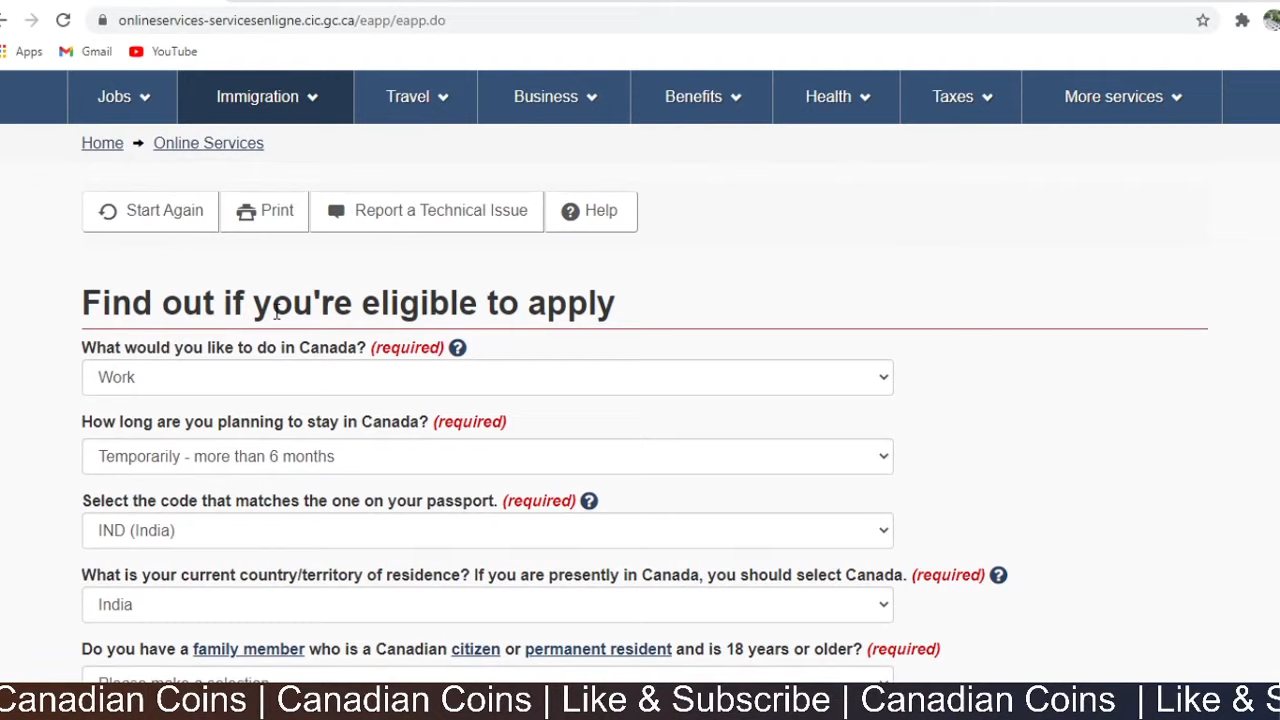 onlineservices-servicesenligne.cic.gc.ca/eapp/eapp.do
Apps Gmail YouTube
Jobs Immigration Travel Business Benefits Health Taxes More services
Home Online Services
Start Again Print Report a Technical Issue Help
Find out if you're eligible to apply
What would you like to do in Canada? (required)
Work
How long are you planning to stay in Canada? (required)
Temporarily - more than 6 months
Select the code that matches the one on your passport. (required)
IND (India)
What is your current country/territory of residence? If you are presently in Canada, you should select Canada. (required)
India
Do you have a family member who is a Canadian citizen or permanent resident and is 18 years or older? (required)
Please make a selection
Canadian Coins | Canadian Coins | Like & Subscribe | Canadian Coins | Like & S